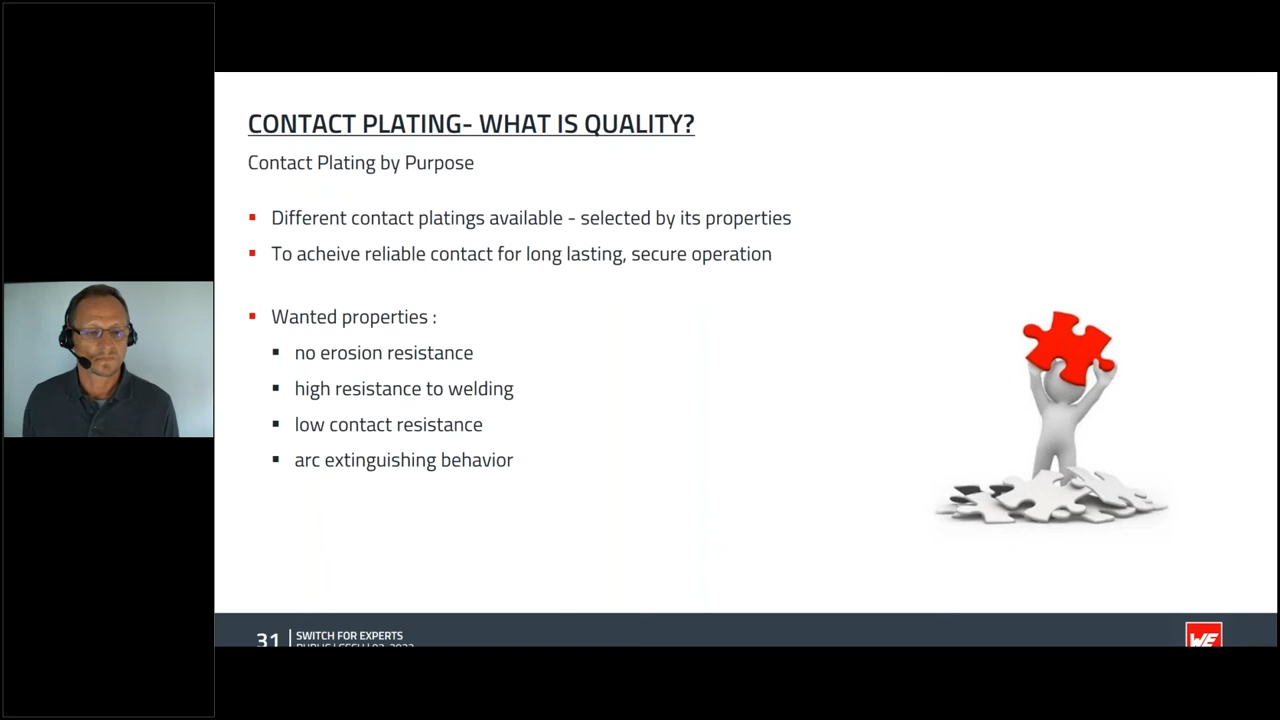 CONTACT PLATING- WHAT IS QUALITY?
Contact Plating by Purpose
Different contact platings available - selected by its properties
To acheive reliable contact for long lasting, secure operation
Wanted properties :
no erosion resistance
high resistance to welding
low contact resistance
arc extinguishing behavior
31
SWITCH FOR EXPERTS
WE